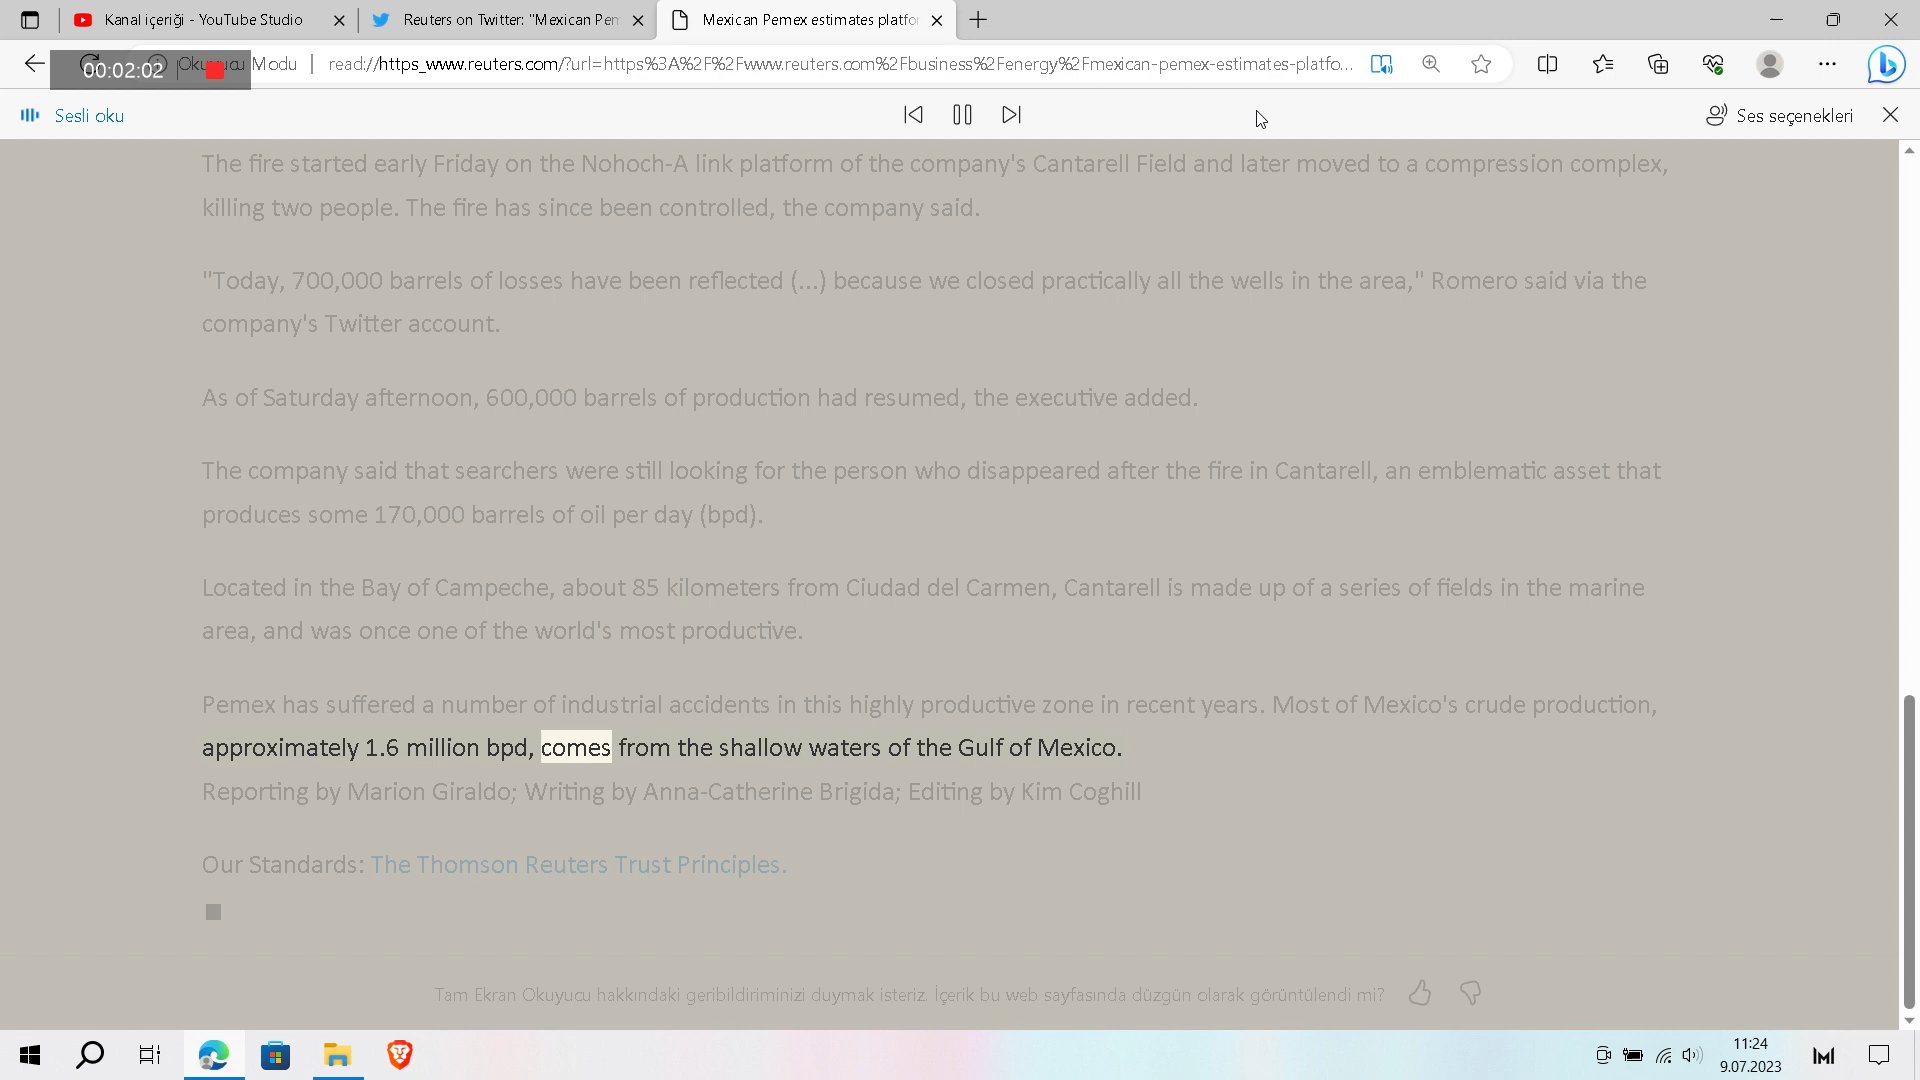 Kanal içeriği - YouTube Studio
Reuters on Twitter: "Mexican Pem
Mexican Pemex estimates platfo
00:02:02
Modu
read://https_www.reuters.com/?url=https%3A%2F%2Fwww.reuters.com%2Fbusiness%2Fenergy%2Fmexican-pemex-estimates-platfo...
Sesli oku
Ses seçenekleri
The fire started early Friday on the Nohoch-A link platform of the company's Cantarell Field and later moved to a compression complex,
killing two people. The fire has since been controlled, the company said.
"Today, 700,000 barrels of losses have been reflected (...) because we closed practically all the wells in the area," Romero said via the
company's Twitter account.
As of Saturday afternoon, 600,000 barrels of production had resumed, the executive added.
The company said that searchers were still looking for the person who disappeared after the fire in Cantarell, an emblematic asset that
produces some 170,000 barrels of oil per day (bpd).
Located in the Bay of Campeche, about 85 kilometers from Ciudad del Carmen, Cantarell is made up of a series of fields in the marine
area, and was once one of the world's most productive.
Pemex has suffered a number of industrial accidents in this highly productive zone in recent years. Most of Mexico's crude production,
approximately 1.6 million bpd, comes from the shallow waters of the Gulf of Mexico.
Reporting by Marion Giraldo; Writing by Anna-Catherine Brigida; Editing by Kim Coghill
Our Standards: The Thomson Reuters Trust Principles.
Tam Ekran Okuyucu hakkındaki geribildiriminizi duymak isteriz. İçerik bu web sayfasında düzgün olarak görüntülendi mi?
11:24
9.07.2023